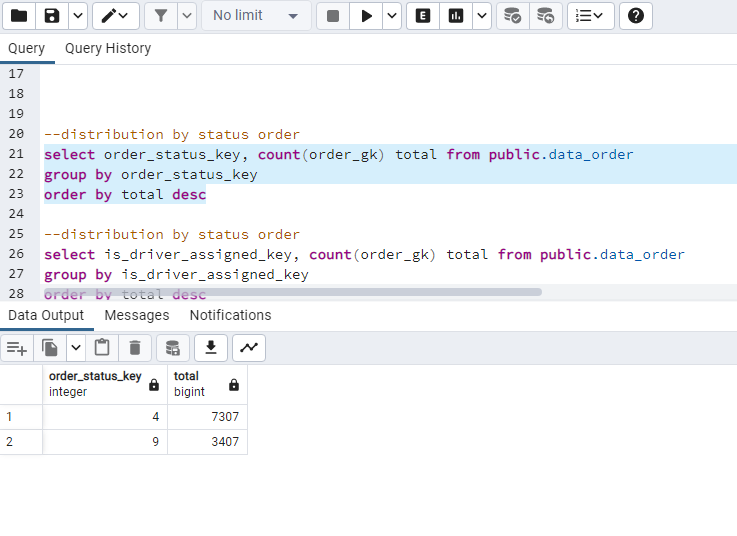 No limit
E
Query Query History
17
18
19
20 --distribution by status order
21 select order_status_key, count(order_gk) total from public.data_order
22 group by order_status_key
23 order by total desc
24
25 --distribution by status order
26 select is_driver_assigned_key, count(order_gk) total from public.data_order
27 group by is_driver_assigned_key
28 order by total desc
Data Output Messages Notifications
order_status_key total
integer bigint
1 4 7307
2 9 3407